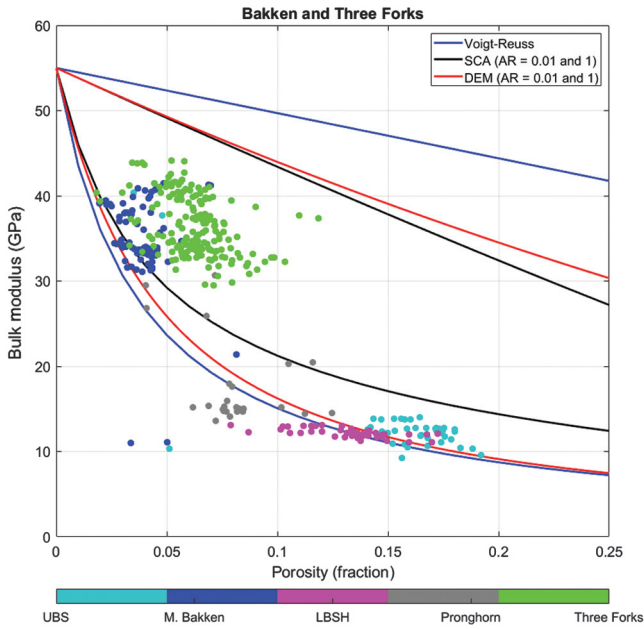 Bakken and Three Forks
60
50
40
30
20
10
0
Bulk modulus (GPa)
Voigt-Reuss
SCA (AR = 0.01 and 1)
DEM (AR = 0.01 and 1)
0 0.05 0.1 0.15 0.2 0.25
Porosity (fraction)
UBS M. Bakken LBSH Pronghorn Three Forks